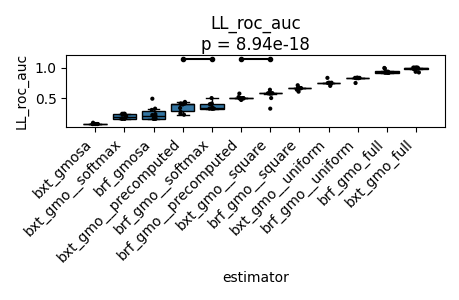 LL_roc_auc
p = 8.94e-18
LL_roc_auc
1.0
0.5
bxt_gmosa
bxt_gmo__softmax
brf_gmosa
bxt_gmo__precomputed
brf_gmo__softmax
brf_gmo__precomputed
bxt_gmo__square
brf_gmo__square
bxt_gmo__uniform
brf_gmo__uniform
brf_gmo_full
bxt_gmo_full
estimator